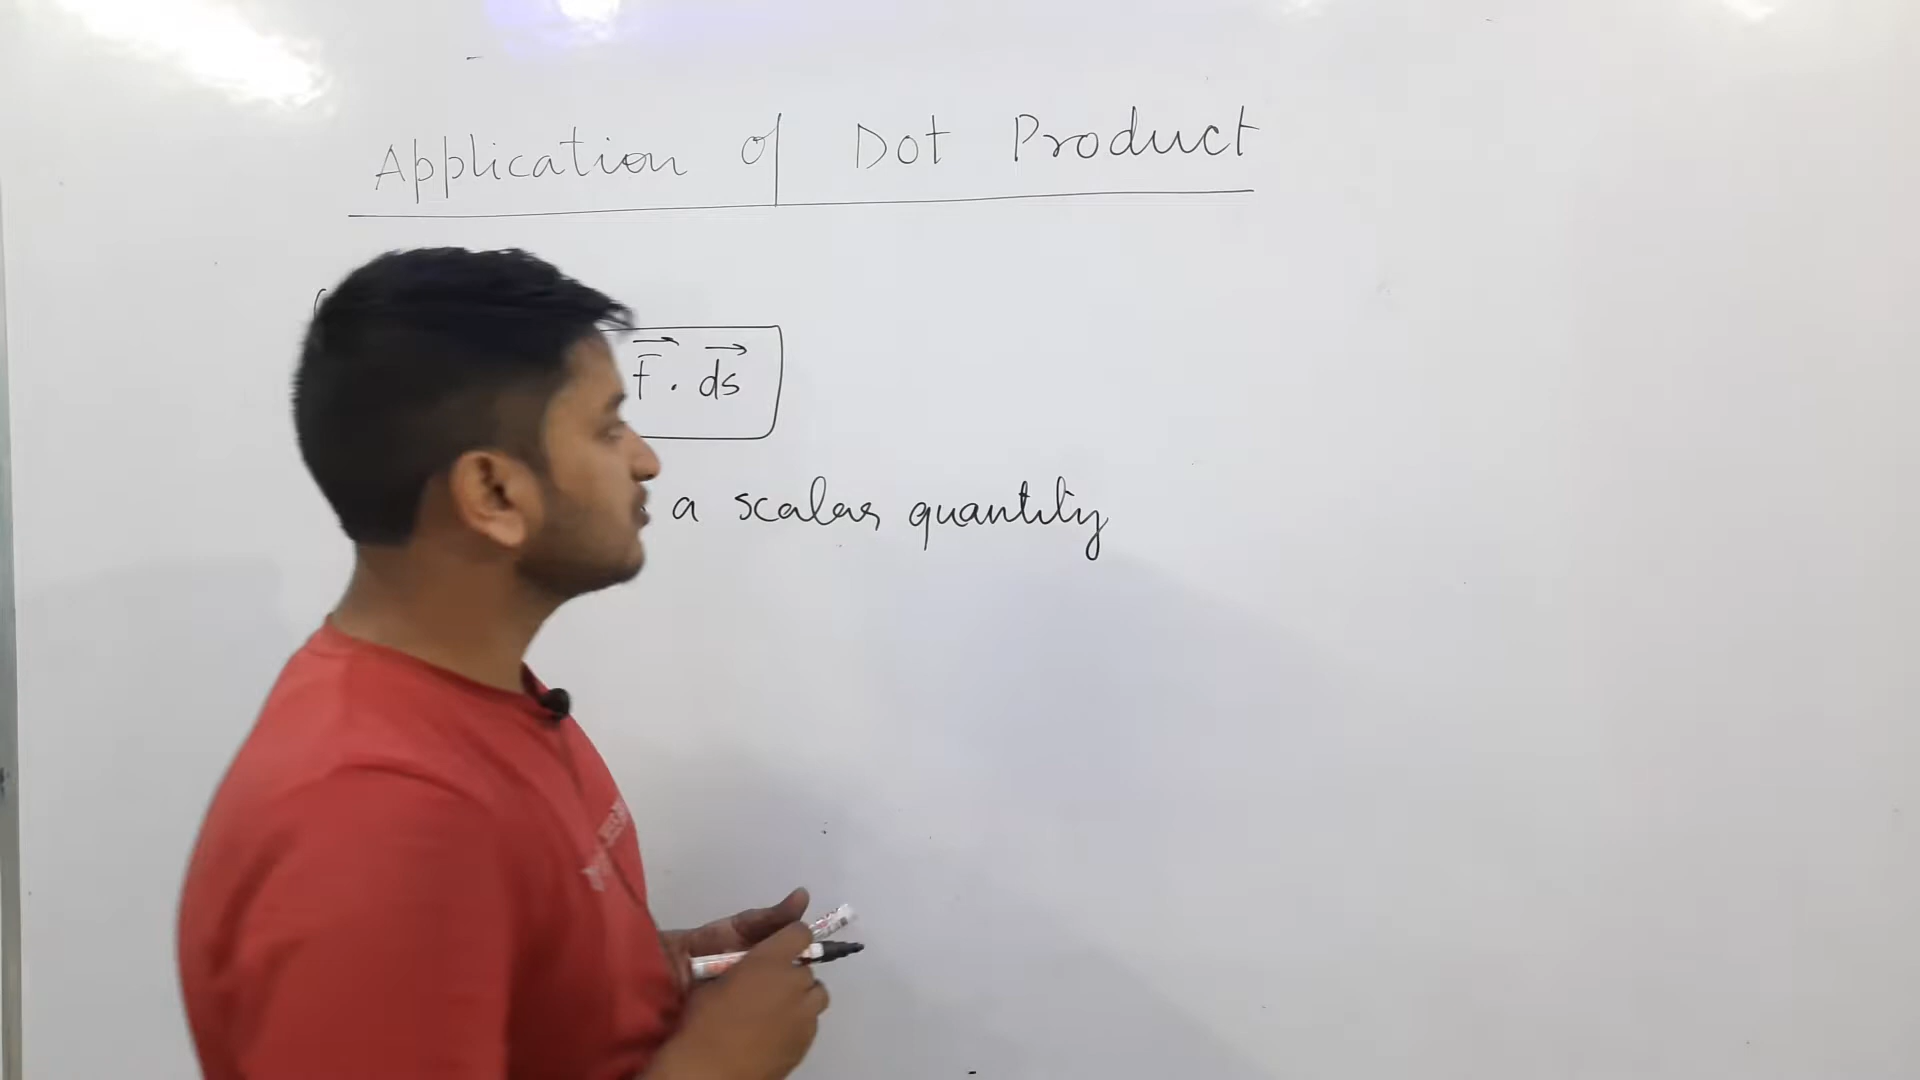 Application of Dot Product
F⃗ . ds⃗
a scalar quantity